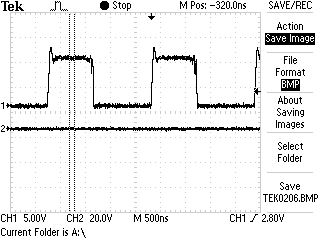 Tek Stop M Pos: -320.0ns SAVE/REC
Action
Save Image
File
Format
BMP
About
Saving
Images
Select
Folder
Save
TEK0206.BMP
1
2
CH1 5.00V CH2 20.0V M 500ns CH1 / 2.80V
Current Folder is A:\